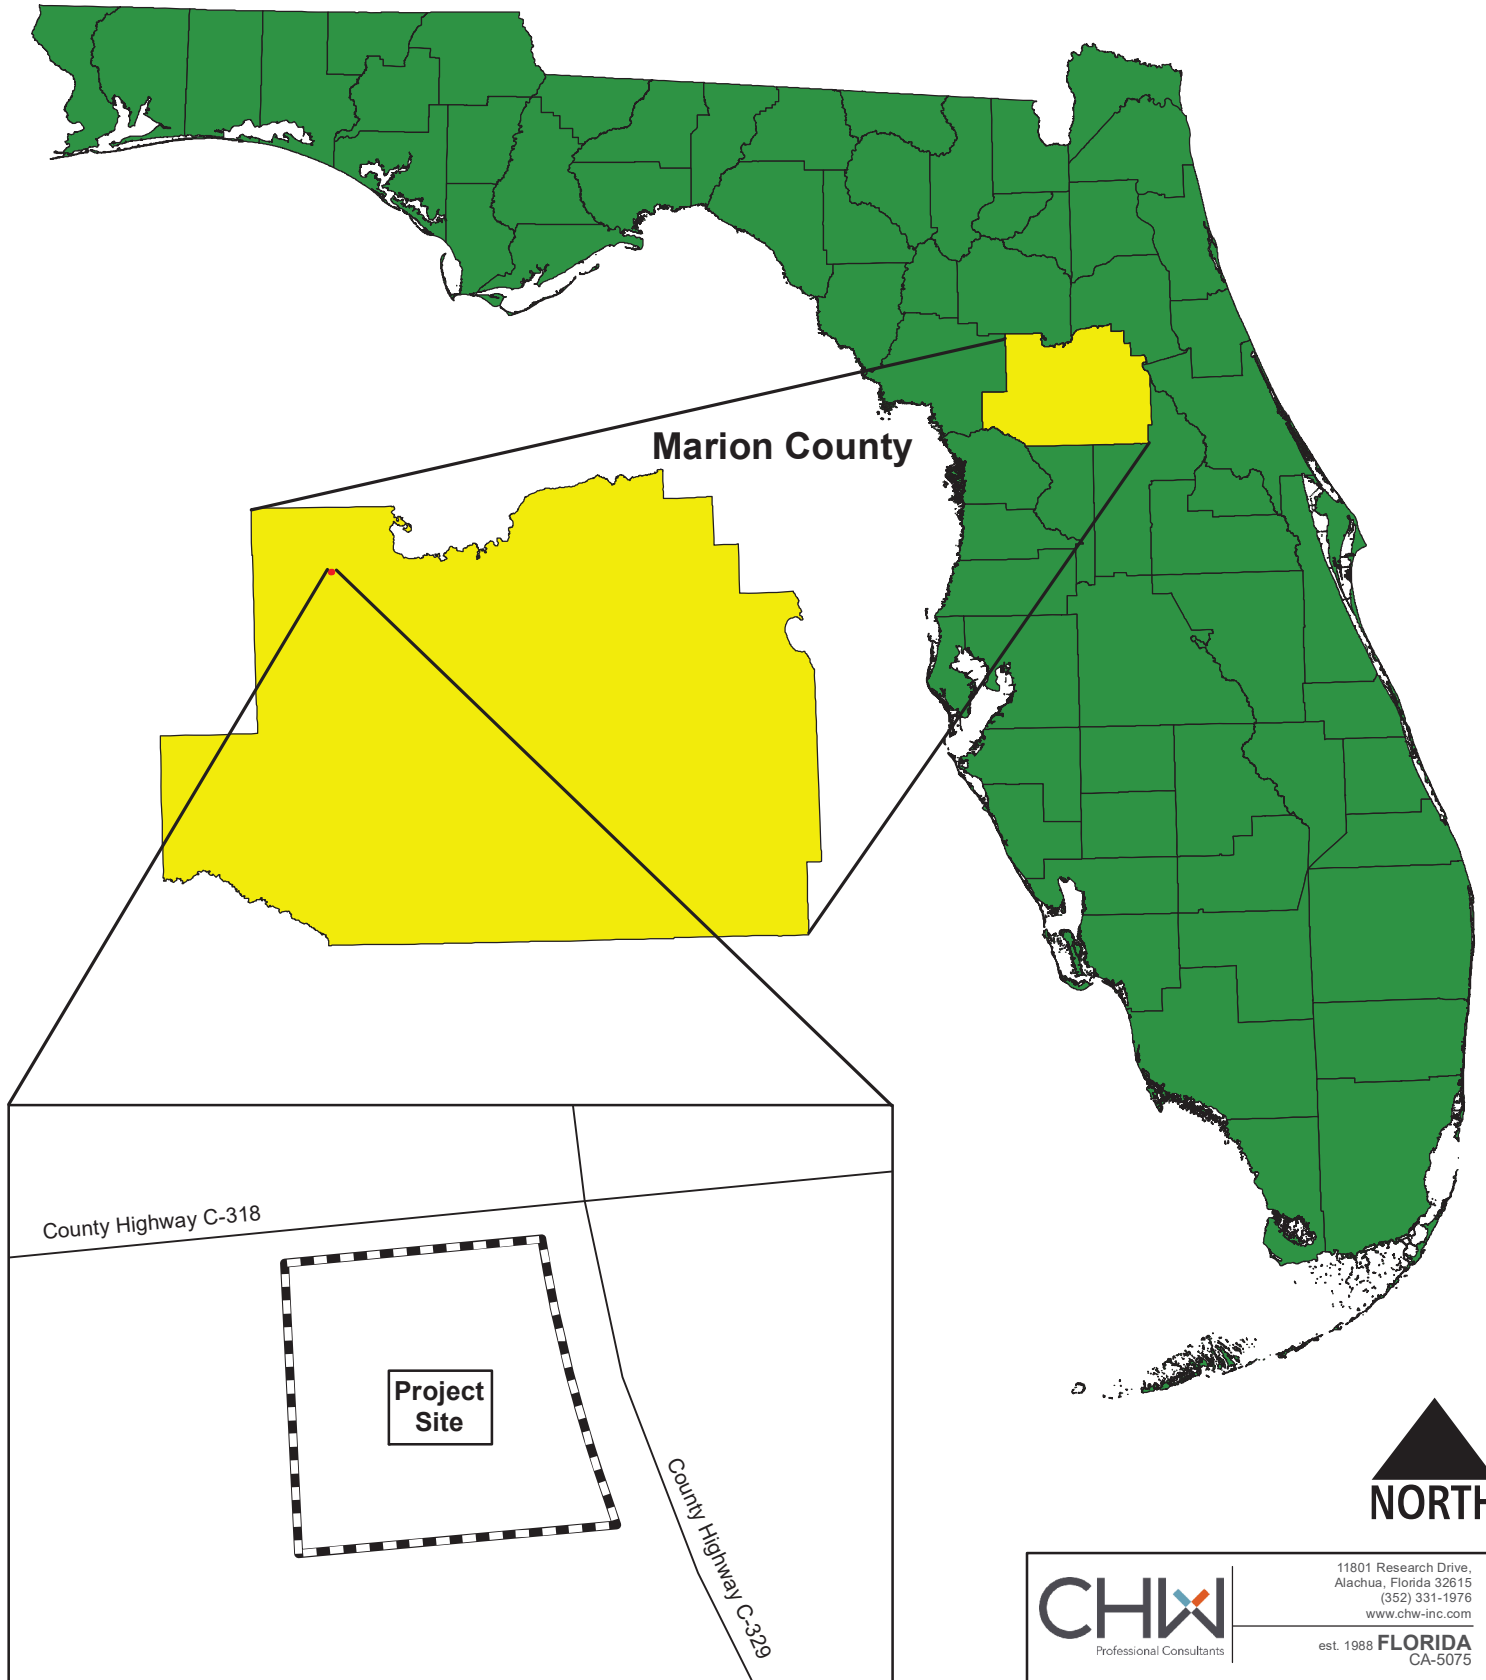 Marion County
County Highway C-318
Project
Site
County Highway C-329
NORTH
CHW
Professional Consultants
11801 Research Drive,
Alachua, Florida 32615
(352) 331-1976
www.chw-inc.com
est. 1988 FLORIDA
CA-5075